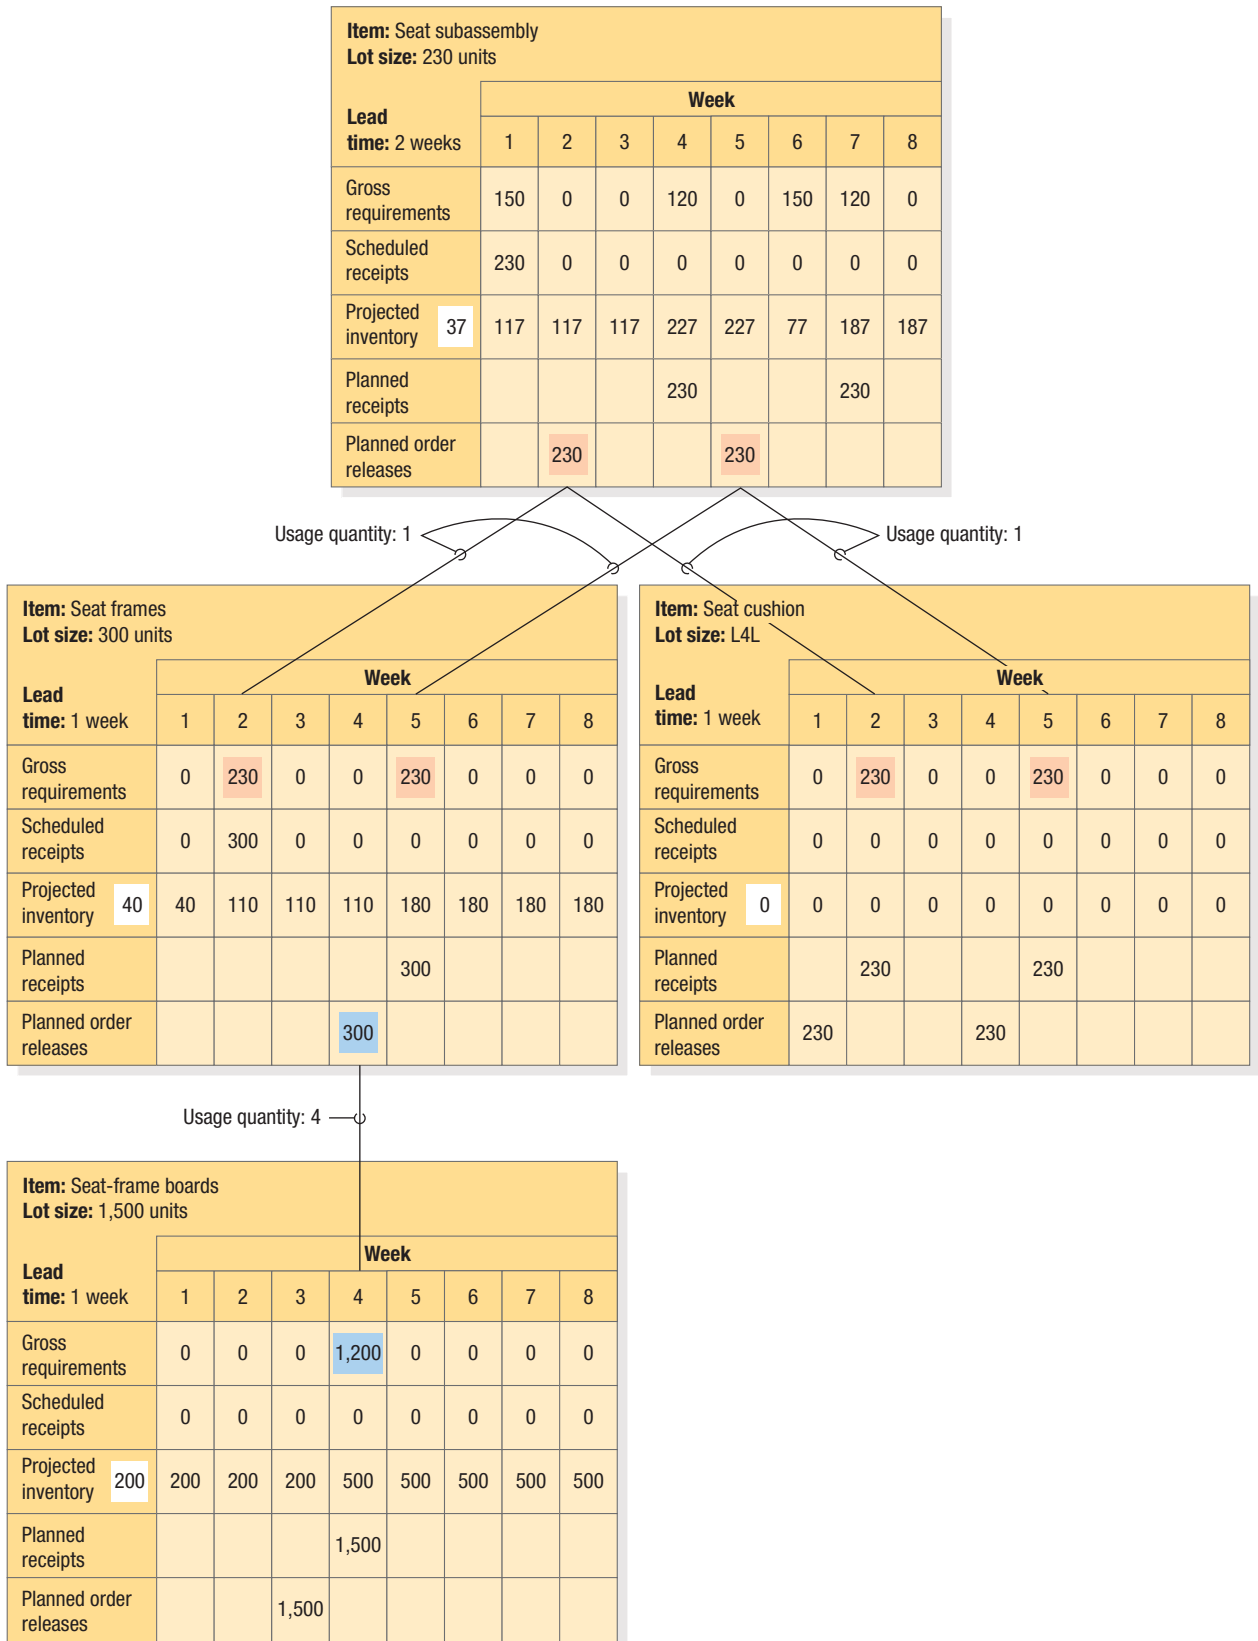 Item: Seat subassembly
Lot size: 230 units
Week
Lead
time: 2 weeks 1 2 3 4 5 6 7 8
Gross
requirements 150 0 0 120 0 150 120 0
Scheduled
receipts 230 0 0 0 0 0 0 0
Projected
inventory 37 117 117 117 227 227 77 187 187
Planned
receipts 230 230
Planned order
releases 230 230
Usage quantity: 1
Usage quantity: 1
Item: Seat frames
Lot size: 300 units
Week
Lead
time: 1 week 1 2 3 4 5 6 7 8
Gross
requirements 0 230 0 0 230 0 0 0
Scheduled
receipts 0 300 0 0 0 0 0 0
Projected
inventory 40 40 110 110 110 180 180 180 180
Planned
receipts 300
Planned order
releases 300
Item: Seat cushion
Lot size: L4L
Week
Lead
time: 1 week 1 2 3 4 5 6 7 8
Gross
requirements 0 230 0 0 230 0 0 0
Scheduled
receipts 0 0 0 0 0 0 0 0
Projected
inventory 0 0 0 0 0 0 0 0 0
Planned
receipts 230 230
Planned order
releases 230 230
Usage quantity: 4
Item: Seat-frame boards
Lot size: 1,500 units
Week
Lead
time: 1 week 1 2 3 4 5 6 7 8
Gross
requirements 0 0 0 1,200 0 0 0 0
Scheduled
receipts 0 0 0 0 0 0 0 0
Projected
inventory 200 200 200 200 500 500 500 500 500
Planned
receipts 1,500
Planned order
releases 1,500